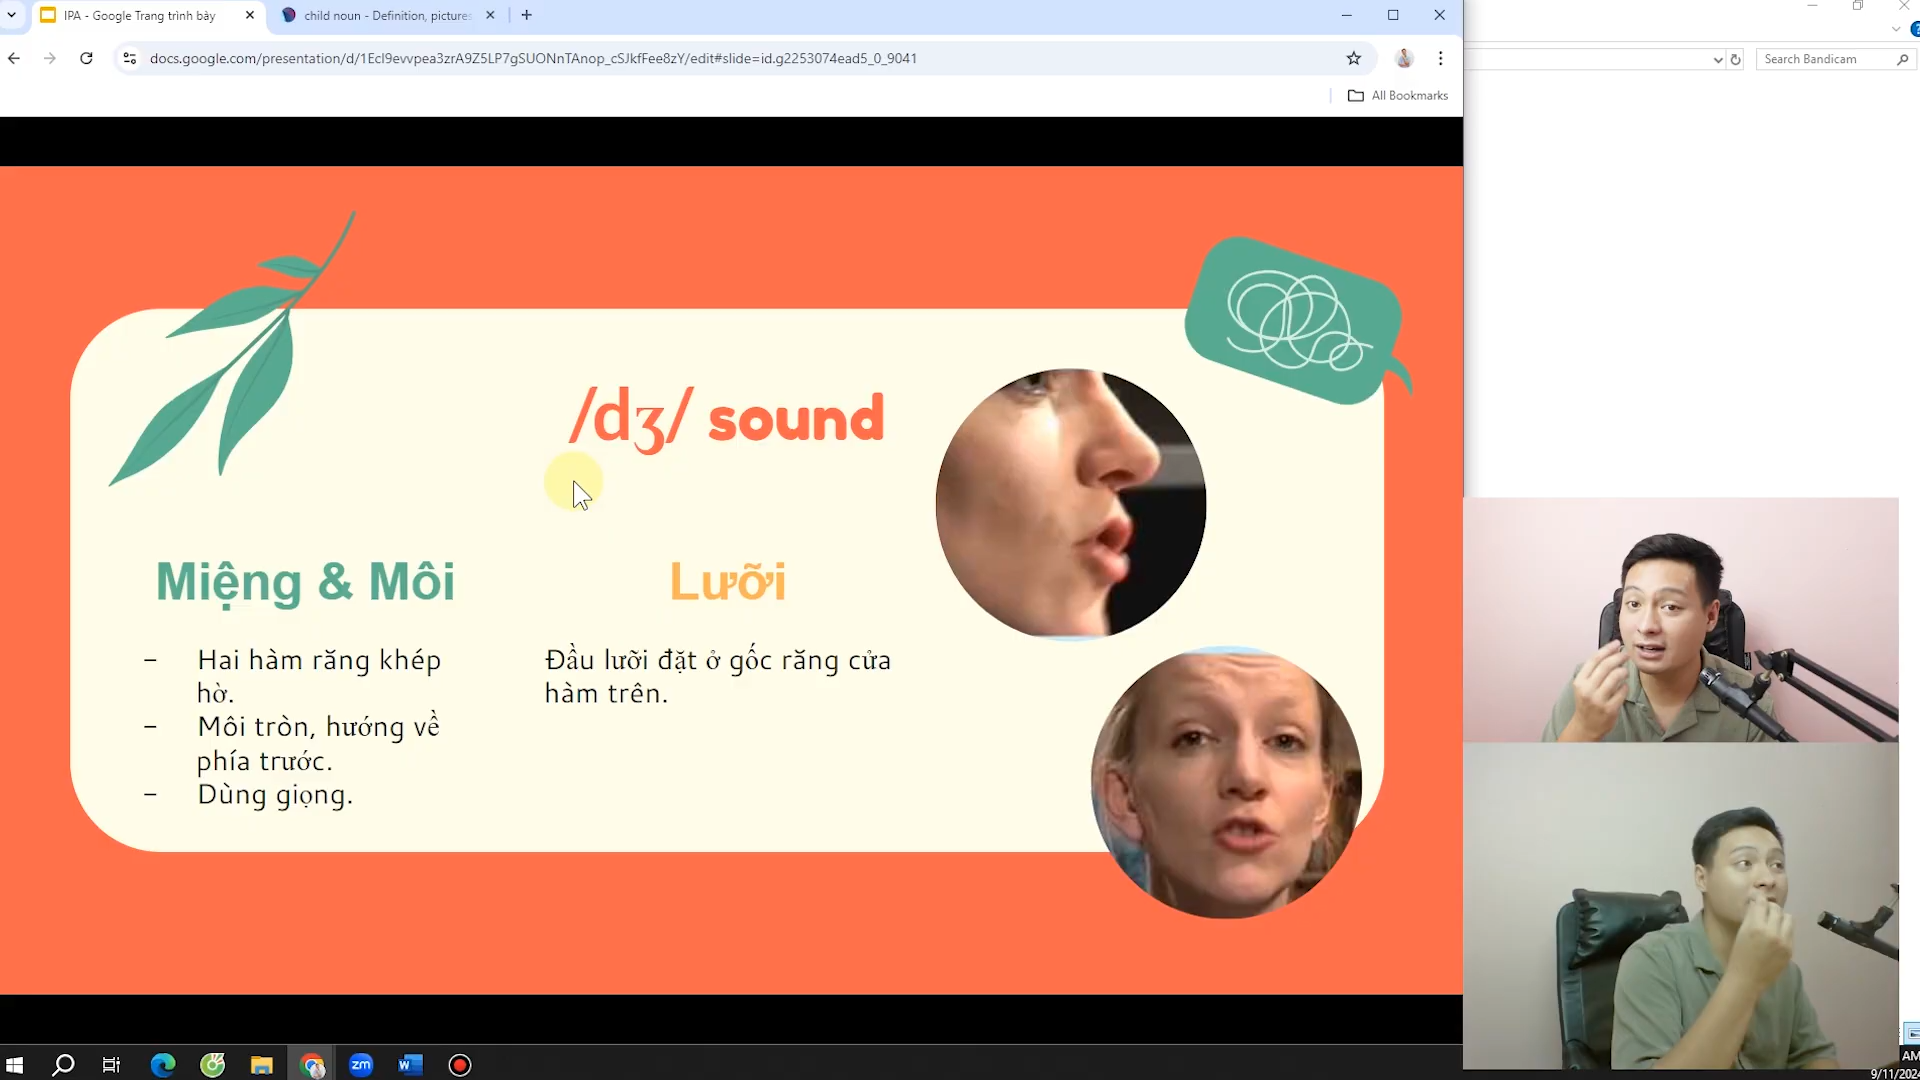 IPA - Google Trang trình bày
child noun - Definition, picture
docs.google.com/presentation/d/1Ecl9evvpea3zrA9Z5LP7gSUONnTAnop_cSJkfFee8zY/edit#slide=id.g2253074ead5_0_9041
Search Bandicam
All Bookmarks
/dʒ/ sound
Miệng & Môi
- Hai hàm răng khép
hờ.
- Môi tròn, hướng về
phía trước.
- Dùng giọng.
Lưỡi
Đầu lưỡi đặt ở gốc răng cửa
hàm trên.
zm
W
AM
9/11/202